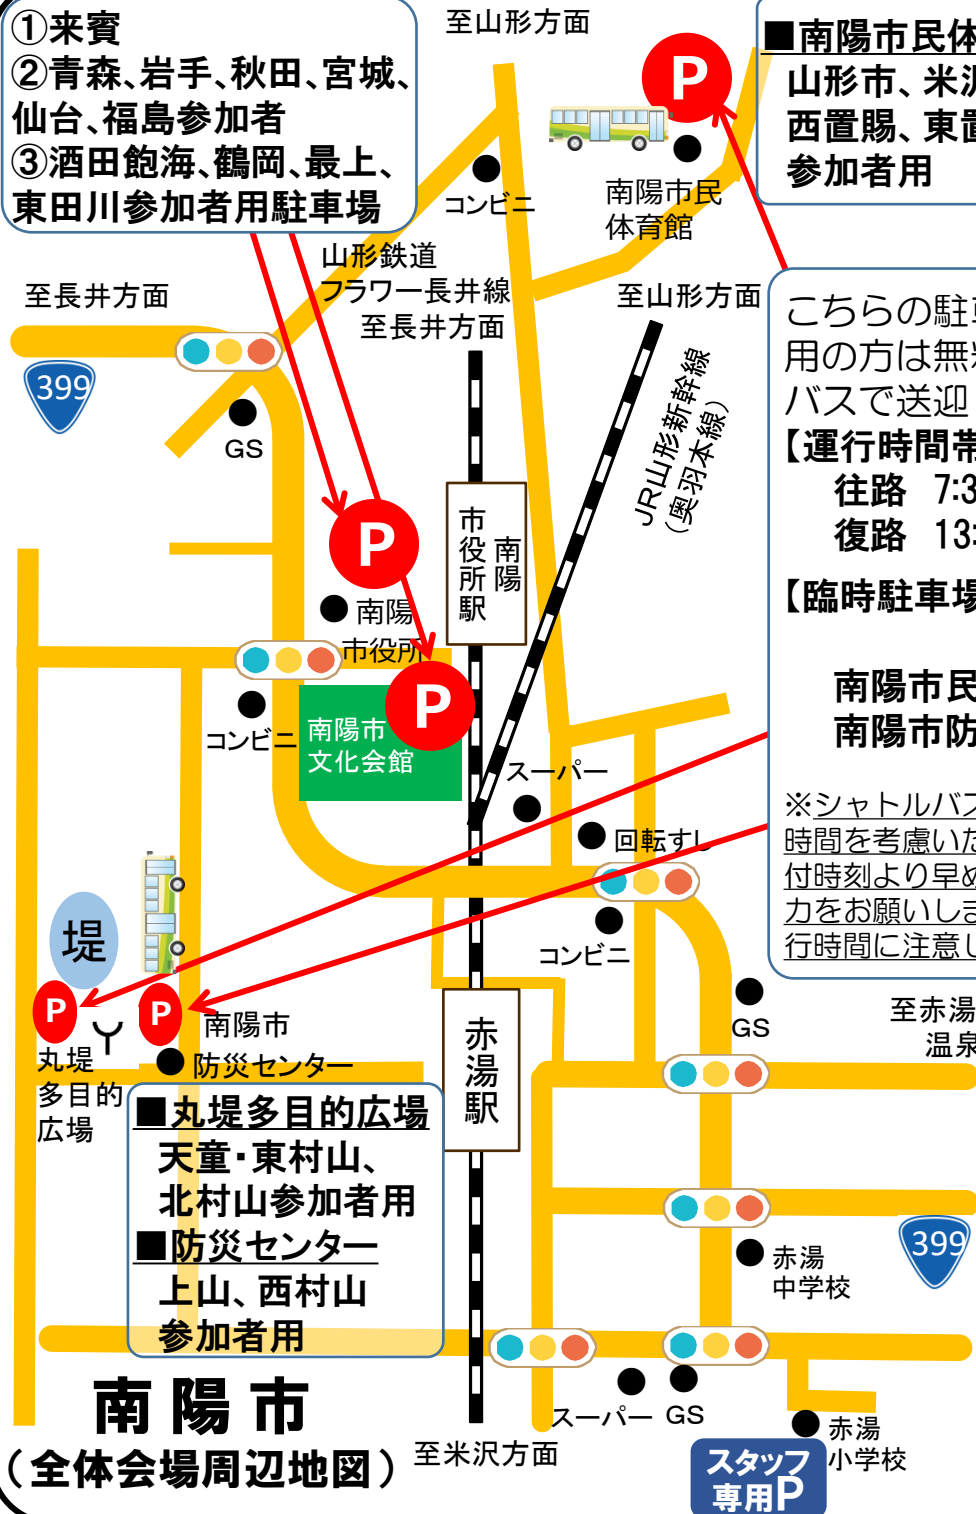 ①来賓
②青森、岩手、秋田、宮城、
仙台、福島参加者
③酒田飽海、鶴岡、最上、
東田川参加者用駐車場
至山形方面
P
■南陽市民体
山形市、米沢
西置賜、東置
参加者用
コンビニ
南陽市民
体育館
山形鉄道
フラワー長井線
至長井方面
至長井方面
至山形方面
399
GS
JR山形新幹線
（奥羽本線）
こちらの駐車
用の方は無料
バスで送迎
【運行時間帯
往路 7:3
復路 13:
【臨時駐車場
南陽市民
南陽市防
※シャトルバス
時間を考慮いた
付時刻より早め
力をお願いしま
行時間に注意し
南陽
市役所駅
P
南陽
市役所
P
コンビニ
南陽市
文化会館
スーパー
回転すし
コンビニ
堤
P
P
南陽市
防災センター
丸堤
多目的
広場
赤湯駅
GS
至赤湯
温泉
■丸堤多目的広場
天童・東村山、
北村山参加者用
■防災センター
上山、西村山
参加者用
399
赤湯
中学校
南陽市
（全体会場周辺地図）
至米沢方面
スーパー
GS
赤湯
小学校
スタッフ
専用P